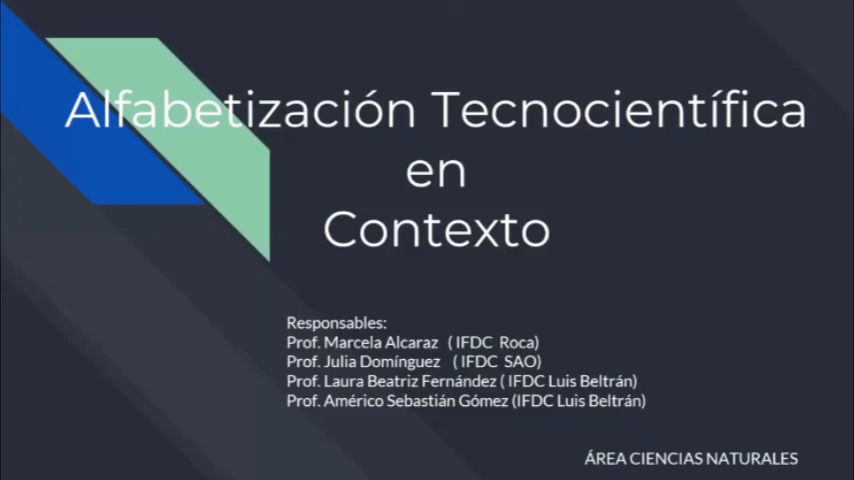 Alfabetización Tecnocientífica
en
Contexto
Responsables:
Prof. Marcela Alcaraz ( IFDC Roca)
Prof. Julia Domínguez ( IFDC SAO)
Prof. Laura Beatriz Fernández ( IFDC Luis Beltrán)
Prof. Américo Sebastián Gómez (IFDC Luis Beltrán)
ÁREA CIENCIAS NATURALES